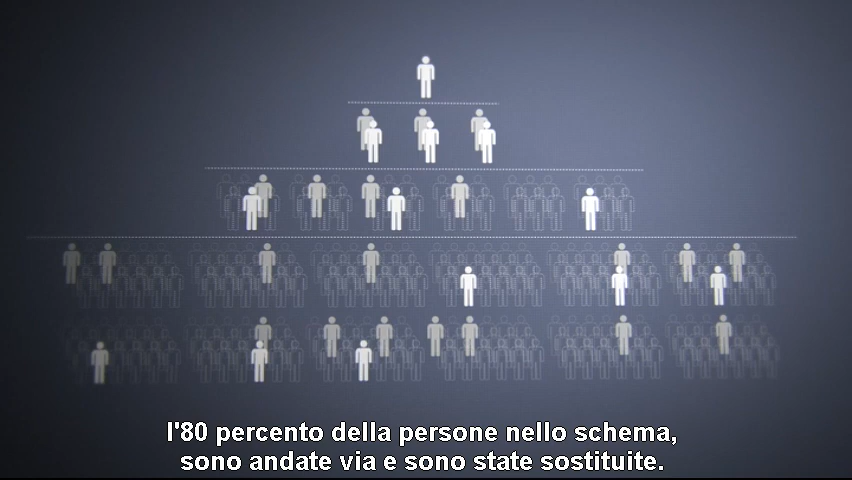 l'80 percento della persone nello schema,
sono andate via e sono state sostituite.